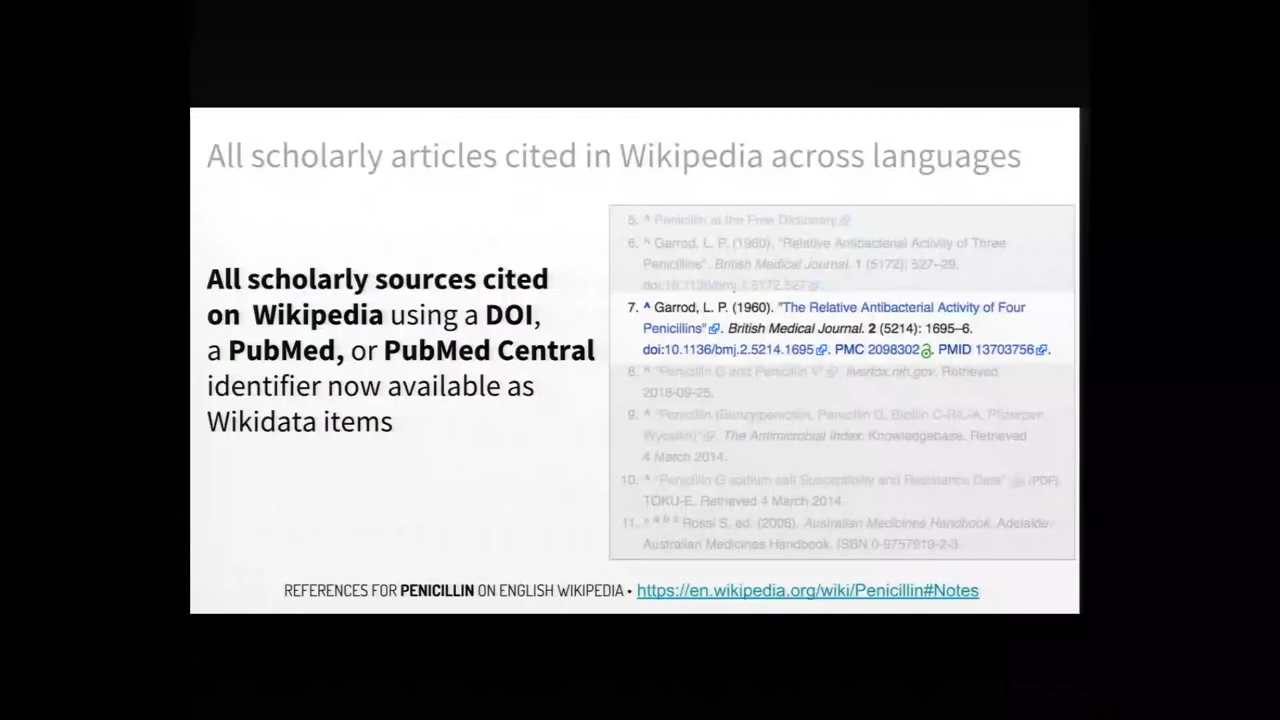 All scholarly articles cited in Wikipedia across languages
All scholarly sources cited
on Wikipedia using a DOI,
a PubMed, or PubMed Central
identifier now available as
Wikidata items
5. ^ Penicillin at the Free Dictionary
6. ^ Garrod, L. P. (1960). "Relative Antibacterial Activity of Three
Penicillins". British Medical Journal. 1 (5172): 527–29.
doi:10.1136/bmj.1.5172.527
7. ^ Garrod, L. P. (1960). "The Relative Antibacterial Activity of Four
Penicillins". British Medical Journal. 2 (5214): 1695–6.
doi:10.1136/bmj.2.5214.1695. PMC 2098302. PMID 13703756.
8. ^ "Penicillin G and Penicillin V". livertox.nih.gov. Retrieved
2016-09-25.
9. ^ "Penicillin (Benzylpenicillin, Penicillin G, Bicillin C-R/L-A, Pfizerpen,
Wycillin)". The Antimicrobial Index. Knowledgebase. Retrieved
4 March 2014.
10. ^ "Penicillin G sodium salt Susceptibility and Resistance Data" (PDF).
TOKU-E. Retrieved 4 March 2014.
11. ^ a b c Rossi S, ed. (2006). Australian Medicines Handbook. Adelaide:
Australian Medicines Handbook. ISBN 0-9757919-2-3.
REFERENCES FOR PENICILLIN ON ENGLISH WIKIPEDIA • https://en.wikipedia.org/wiki/Penicillin#Notes